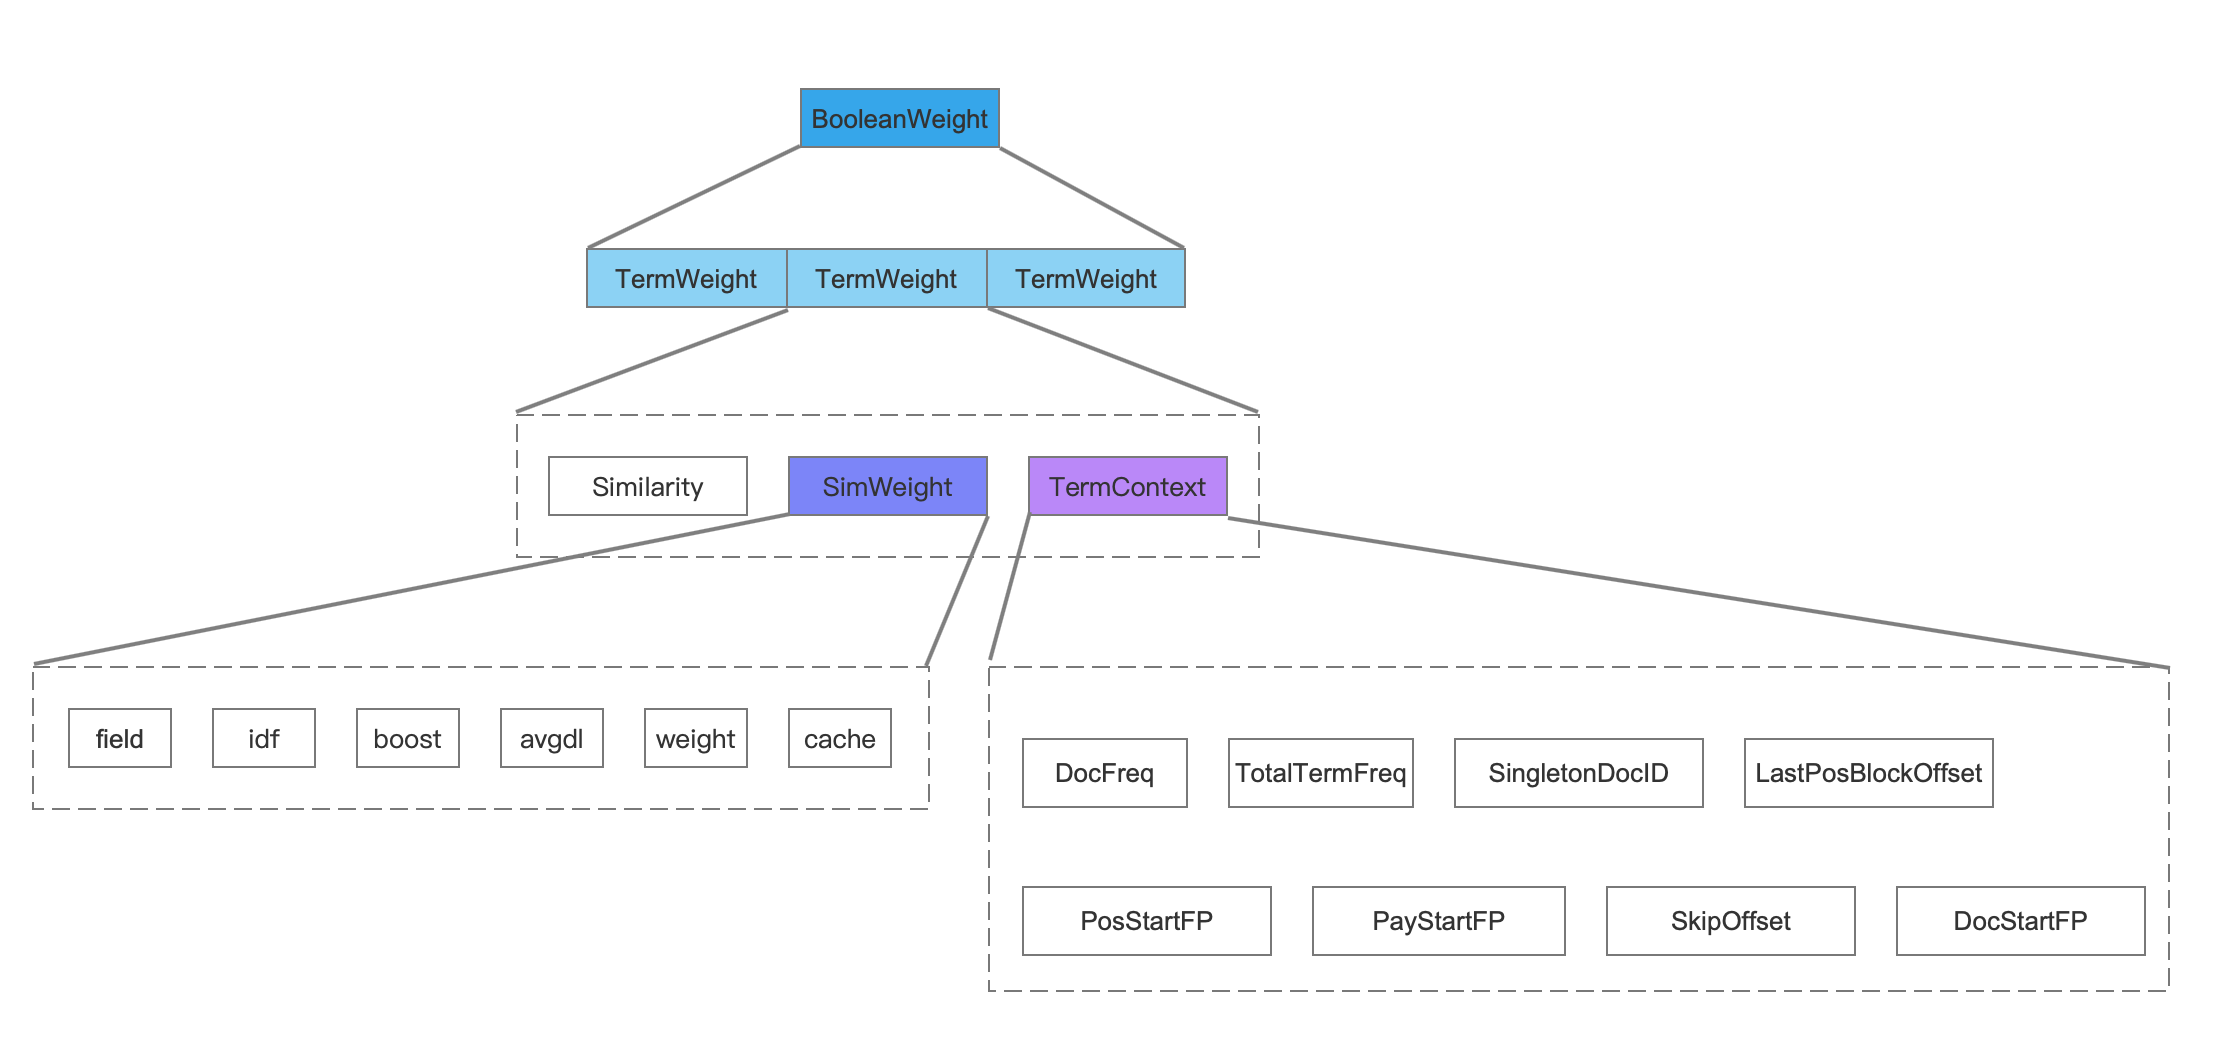 BooleanWeight
TermWeight TermWeight TermWeight
Similarity SimWeight TermContext
field idf boost avgdl weight cache
DocFreq TotalTermFreq SingletonDocID LastPosBlockOffset
PosStartFP PayStartFP SkipOffset DocStartFP